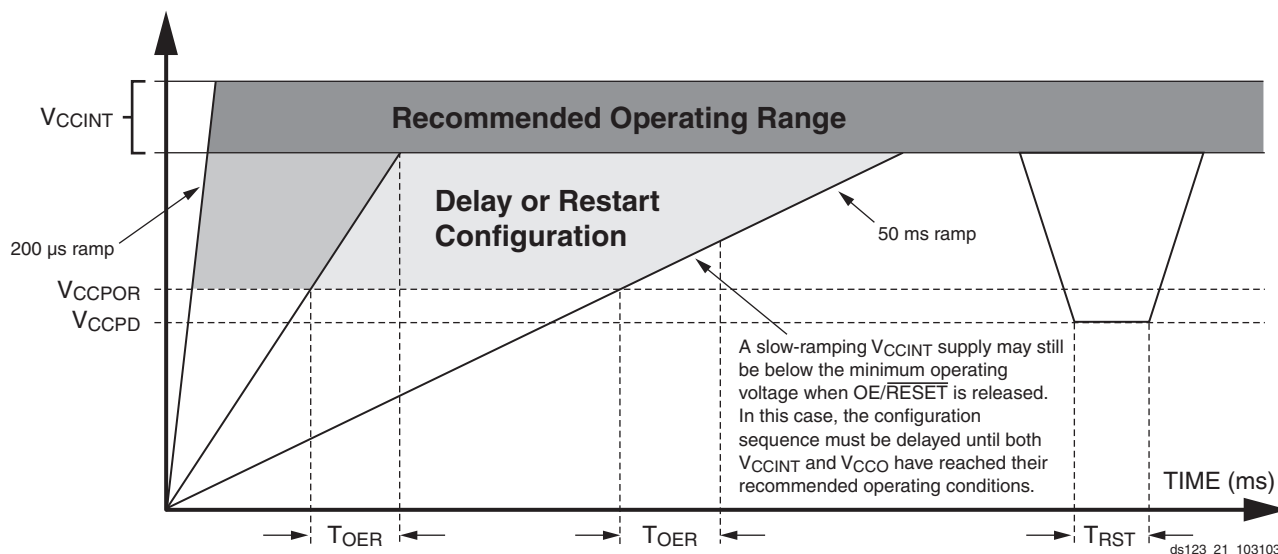 VCCINT
Recommended Operating Range
Delay or Restart
Configuration
200 µs ramp
50 ms ramp
VCCPOR
VCCPD
A slow-ramping VCCINT supply may still
be below the minimum operating
voltage when OE/RESET is released.
In this case, the configuration
sequence must be delayed until both
VCCINT and VCCO have reached their
recommended operating conditions.
TIME (ms)
TOER
TOER
TRST
ds123_21_103103